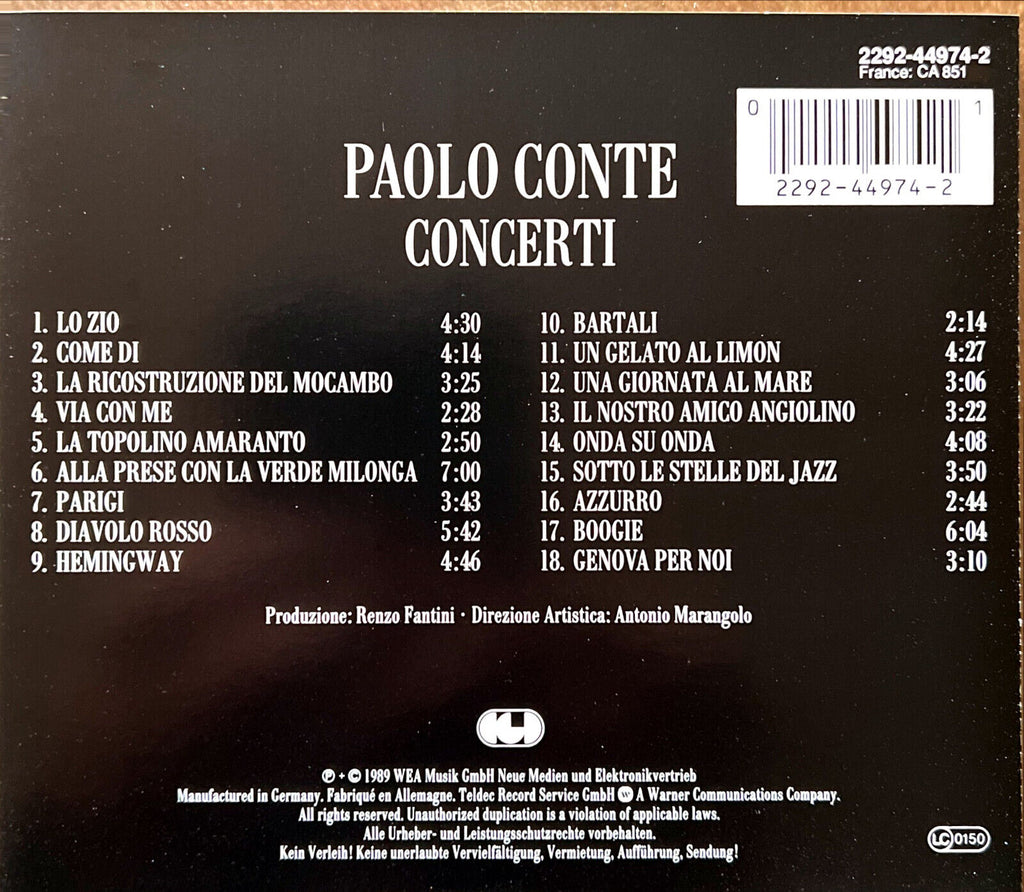 2292-44974-2
France: CA 851
0 1
2292-44974-2
PAOLO CONTE
CONCERTI
1. LO ZIO 4:30
2. COME DI 4:14
3. LA RICOSTRUZIONE DEL MOCAMBO 3:25
4. VIA CON ME 2:28
5. LA TOPOLINO AMARANTO 2:50
6. ALLA PRESE CON LA VERDE MILONGA 7:00
7. PARIGI 3:43
8. DIAVOLO ROSSO 5:42
9. HEMINGWAY 4:46
10. BARTALI 2:14
11. UN GELATO AL LIMON 4:27
12. UNA GIORNATA AL MARE 3:06
13. IL NOSTRO AMICO ANGIOLINO 3:22
14. ONDA SU ONDA 4:08
15. SOTTO LE STELLE DEL JAZZ 3:50
16. AZZURRO 2:44
17. BOOGIE 6:04
18. GENOVA PER NOI 3:10
Produzione: Renzo Fantini · Direzione Artistica: Antonio Marangolo
℗ + © 1989 WEA Musik GmbH Neue Medien und Elektronikvertrieb
Manufactured in Germany. Fabriqué en Allemagne. Teldec Record Service GmbH A Warner Communications Company.
All rights reserved. Unauthorized duplication is a violation of applicable laws.
Alle Urheber- und Leistungsschutzrechte vorbehalten.
Kein Verleih! Keine unerlaubte Vervielfältigung, Vermietung, Aufführung, Sendung!
LC 0150